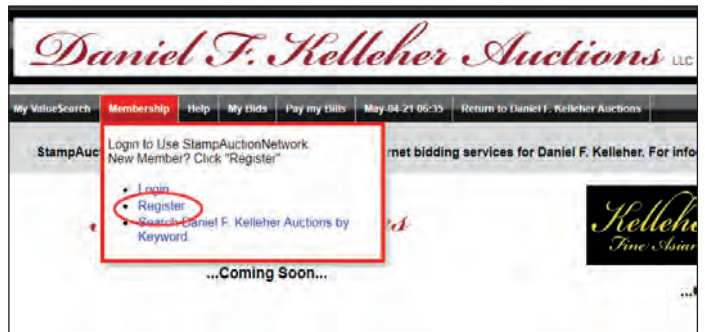 Daniel F. Kelleher Auctions LLC
My ValueSearch Membership Help My Bids Pay my Bills May-04-21 06:35 Return to Daniel F. Kelleher Auctions
Login to Use StampAuctionNetwork
New Member? Click "Register"
StampAuc
rnet bidding services for Daniel F. Kelleher. For info
• Login
• Register
• Search Daniel F. Kelleher Auctions by
Keyword.
Kellehe
Fine Asian
...Coming Soon...